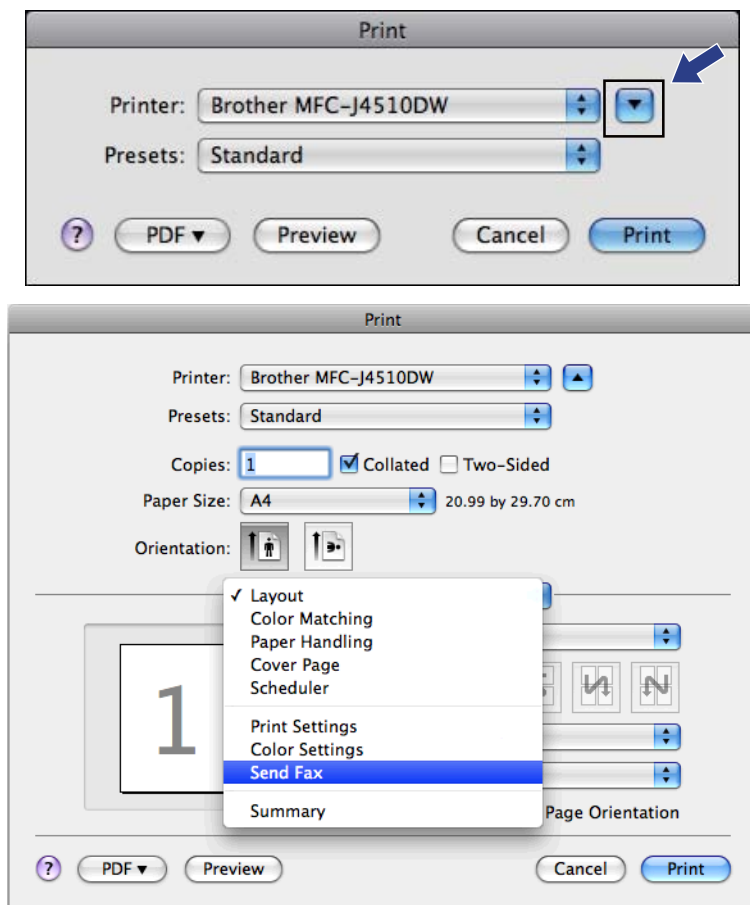 Print
Printer: Brother MFC-J4510DW
Presets: Standard
? PDF▼ Preview Cancel Print
Print
Printer: Brother MFC-J4510DW
Presets: Standard
Copies: 1 Collated Two-Sided
Paper Size: A4 20.99 by 29.70 cm
Orientation:
✓ Layout
Color Matching
Paper Handling
Cover Page
Scheduler
1
Print Settings
Color Settings
Send Fax
Summary
Page Orientation
? PDF▼ Preview Cancel Print